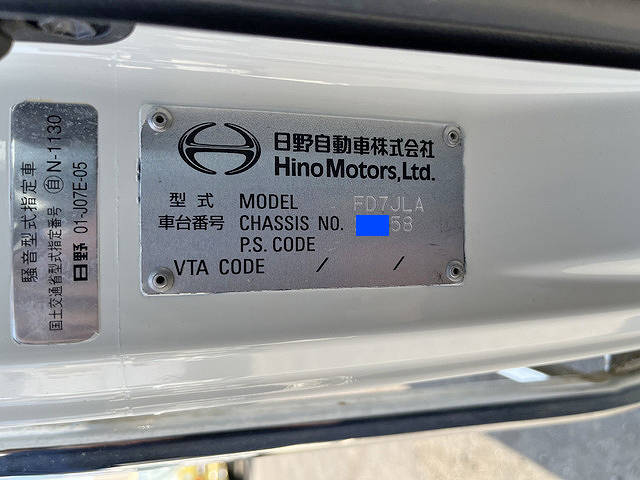 騒音型式指定車
国土交通省型式指定番号 自N-1130
日野 01-J07E-05
日野自動車株式会社
Hino Motors, Ltd.
型式 MODEL FD7JLA
車台番号 CHASSIS NO. 58
P.S. CODE
VTA CODE / /